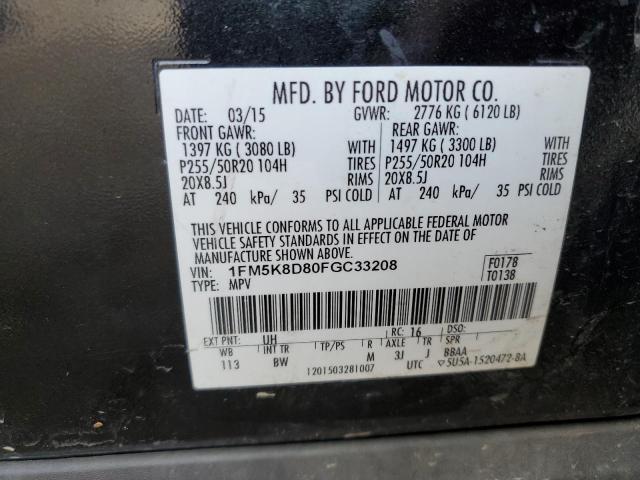 MFD. BY FORD MOTOR CO.
DATE: 03/15 GVWR: 2776 KG ( 6120 LB)
FRONT GAWR: REAR GAWR:
1397 KG ( 3080 LB) WITH 1497 KG ( 3300 LB) WITH
P255/50R20 104H TIRES P255/50R20 104H TIRES
20X8.5J RIMS 20X8.5J RIMS
AT 240 kPa/ 35 PSI COLD AT 240 kPa/ 35 PSI COLD
THIS VEHICLE CONFORMS TO ALL APPLICABLE FEDERAL MOTOR
VEHICLE SAFETY STANDARDS IN EFFECT ON THE DATE OF
MANUFACTURE SHOWN ABOVE.
VIN: 1FM5K8D80FGC33208 F0178
TYPE: MPV T0138
EXT PNT: UH RC: 16 DSO:
WB INT TR TP/PS R AXLE TR SPR
113 BW M 3J J BBAA
1201503281007 UTC ▽5U5A-1520472-8A